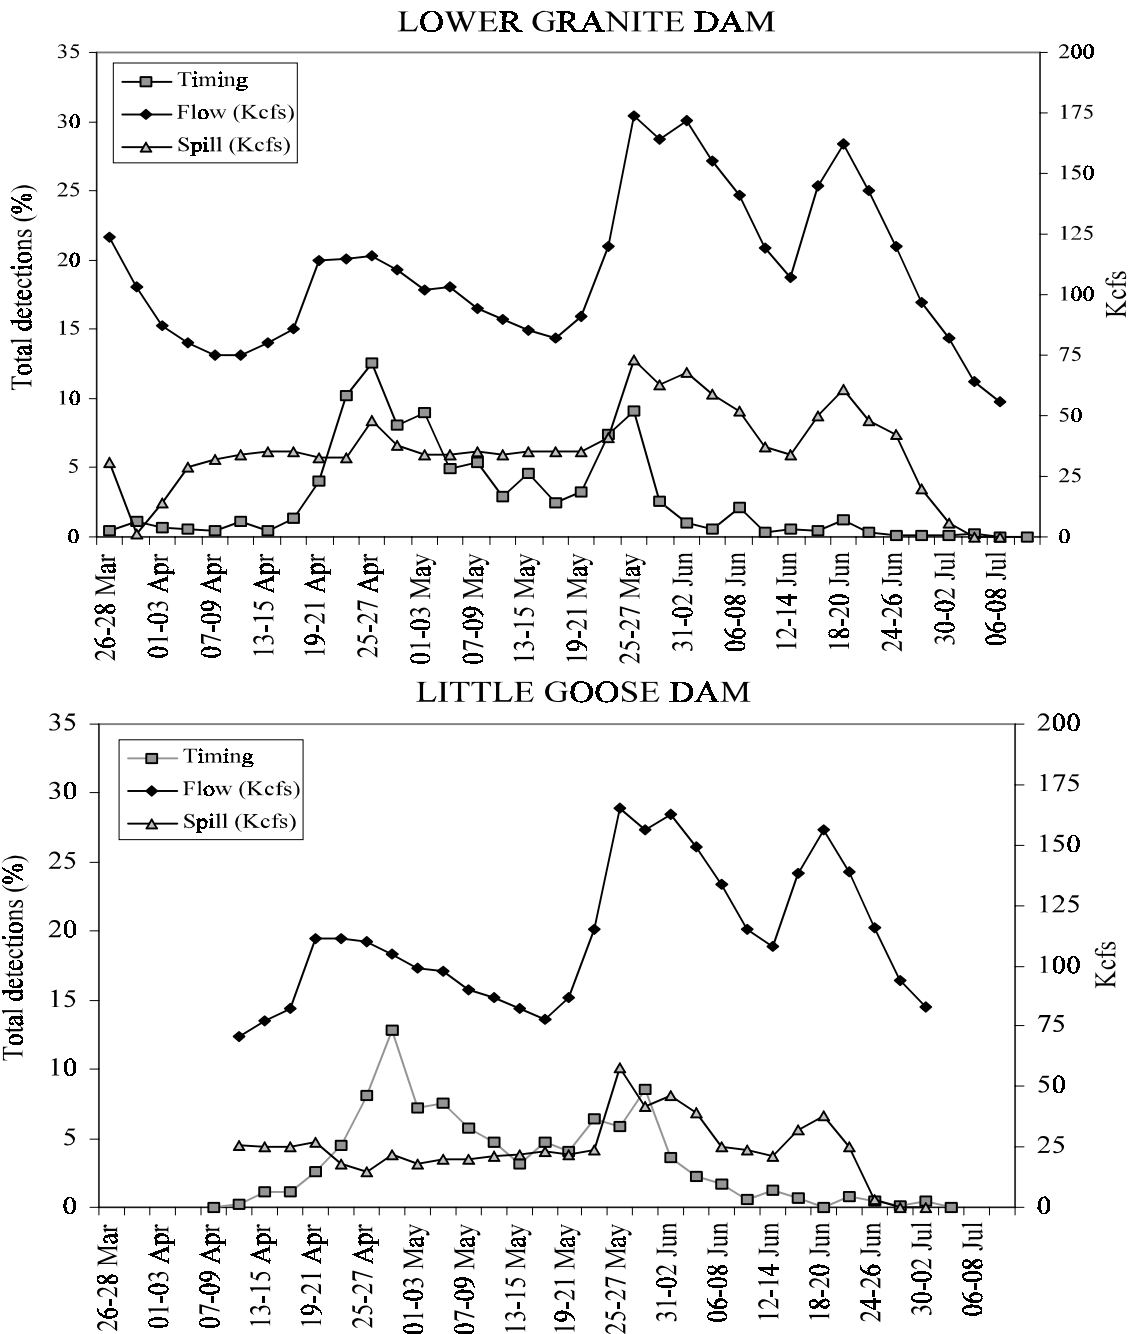 LOWER GRANITE DAM
35
30
25
20
15
10
5
0
Total detections (%)
Timing
Flow (Kcfs)
Spill (Kcfs)
200
175
150
125
100
75
50
25
0
Kcfs
26-28 Mar
01-03 Apr
07-09 Apr
13-15 Apr
19-21 Apr
25-27 Apr
01-03 May
07-09 May
13-15 May
19-21 May
25-27 May
31-02 Jun
06-08 Jun
12-14 Jun
18-20 Jun
24-26 Jun
30-02 Jul
06-08 Jul
LITTLE GOOSE DAM
35
30
25
20
15
10
5
0
Total detections (%)
Timing
Flow (Kcfs)
Spill (Kcfs)
200
175
150
125
100
75
50
25
0
Kcfs
26-28 Mar
01-03 Apr
07-09 Apr
13-15 Apr
19-21 Apr
25-27 Apr
01-03 May
07-09 May
13-15 May
19-21 May
25-27 May
31-02 Jun
06-08 Jun
12-14 Jun
18-20 Jun
24-26 Jun
30-02 Jul
06-08 Jul